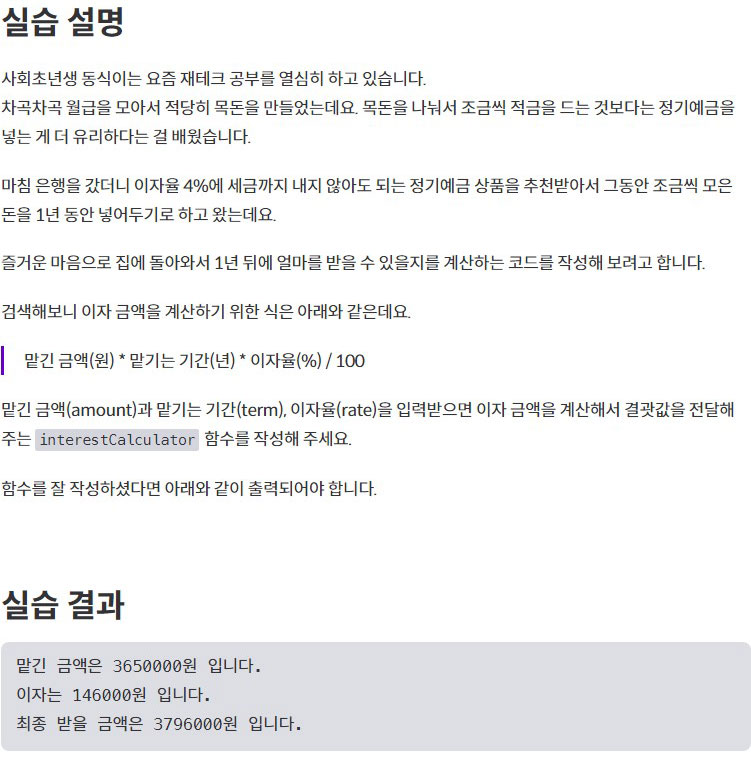 실습 설명
사회초년생 동식이는 요즘 재테크 공부를 열심히 하고 있습니다.
차곡차곡 월급을 모아서 적당히 목돈을 만들었는데요. 목돈을 나눠서 조금씩 적금을 드는 것보다는 정기예금을
넣는 게 더 유리하다는 걸 배웠습니다.
마침 은행을 갔더니 이자율 4%에 세금까지 내지 않아도 되는 정기예금 상품을 추천받아서 그동안 조금씩 모은
돈을 1년 동안 넣어두기로 하고 왔는데요.
즐거운 마음으로 집에 돌아와서 1년 뒤에 얼마를 받을 수 있을지를 계산하는 코드를 작성해 보려고 합니다.
검색해보니 이자 금액을 계산하기 위한 식은 아래와 같은데요.
맡긴 금액(원) * 맡기는 기간(년) * 이자율(%) / 100
맡긴 금액(amount)과 맡기는 기간(term), 이자율(rate)을 입력받으면 이자 금액을 계산해서 결괏값을 전달해
주는 interestCalculator 함수를 작성해 주세요.
함수를 잘 작성하셨다면 아래와 같이 출력되어야 합니다.
실습 결과
맡긴 금액은 3650000원 입니다.
이자는 146000원 입니다.
최종 받을 금액은 3796000원 입니다.